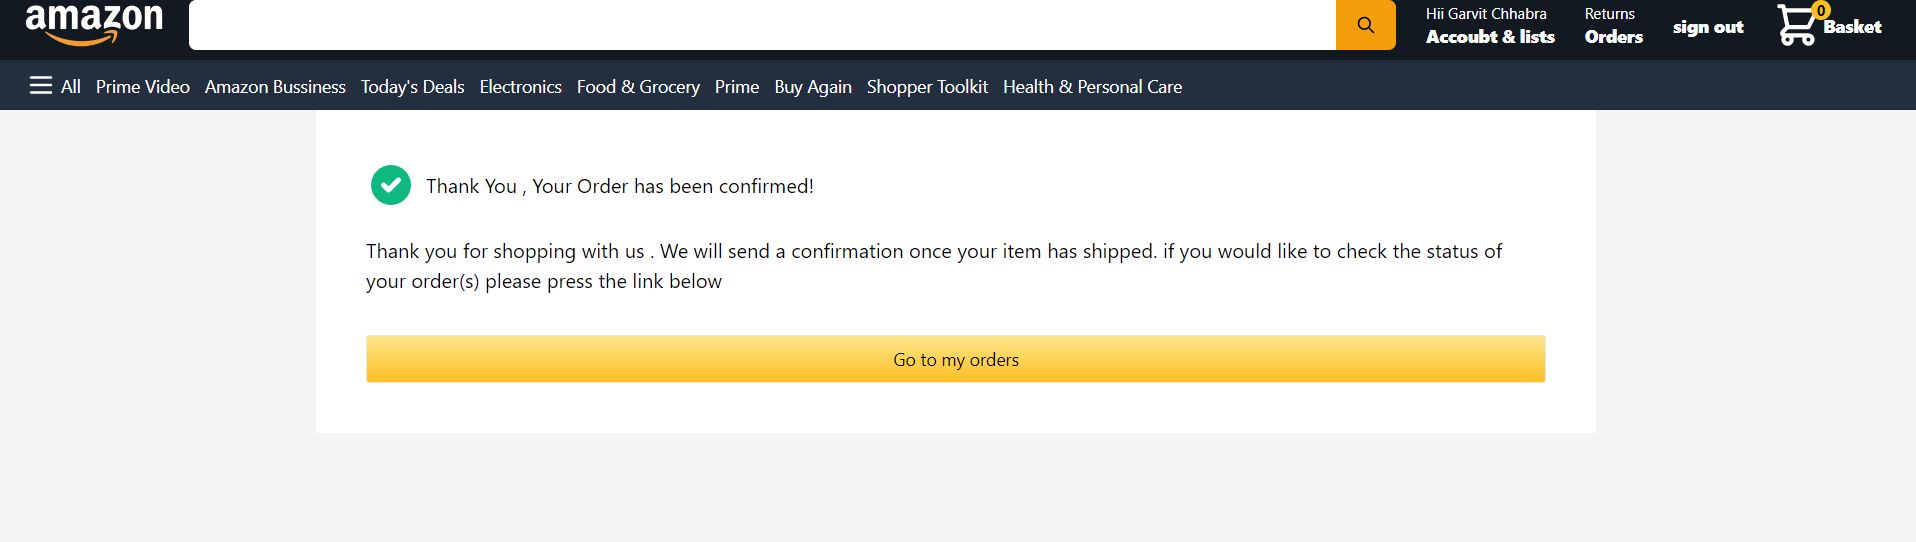 amazon
Hii Garvit Chhabra
Accoubt & lists
Returns
Orders
sign out
0
Basket
All Prime Video Amazon Bussiness Today's Deals Electronics Food & Grocery Prime Buy Again Shopper Toolkit Health & Personal Care
Thank You , Your Order has been confirmed!
Thank you for shopping with us . We will send a confirmation once your item has shipped. if you would like to check the status of
your order(s) please press the link below
Go to my orders